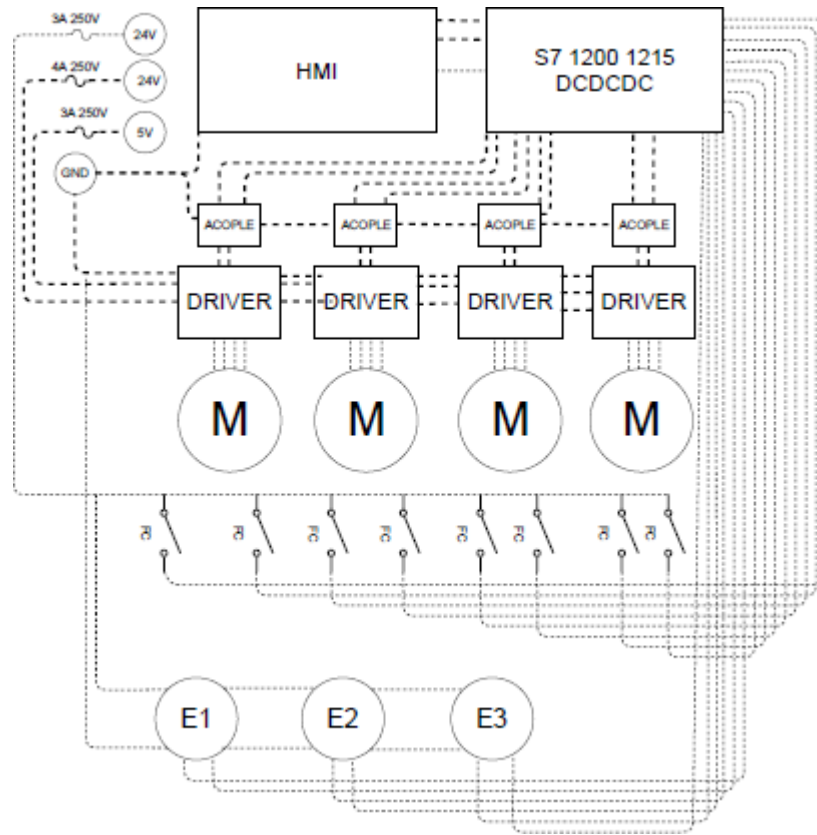 3A 250V
24V
4A 250V
24V
3A 250V
5V
GND
HMI
S7 1200 1215
DCDCDC
ACOPLE
ACOPLE
ACOPLE
ACOPLE
DRIVER
DRIVER
DRIVER
DRIVER
M
M
M
M
FC
FC
FC
FC
FC
FC
FC
FC
E1
E2
E3